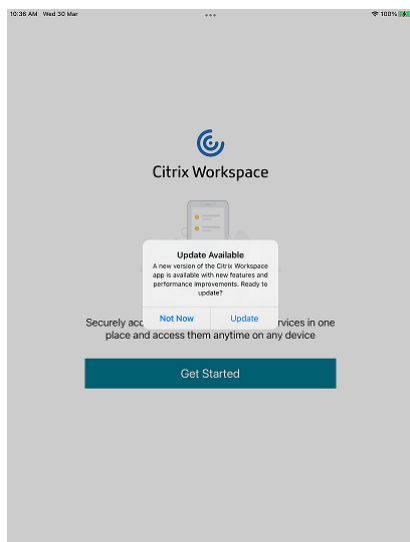 10:36 AM Wed 30 Mar
100%
Citrix Workspace
Update Available
A new version of the Citrix Workspace
app is available with new features and
performance improvements. Ready to
update?
Not Now Update
Securely acc rvices in one
place and access them anytime on any device
Get Started